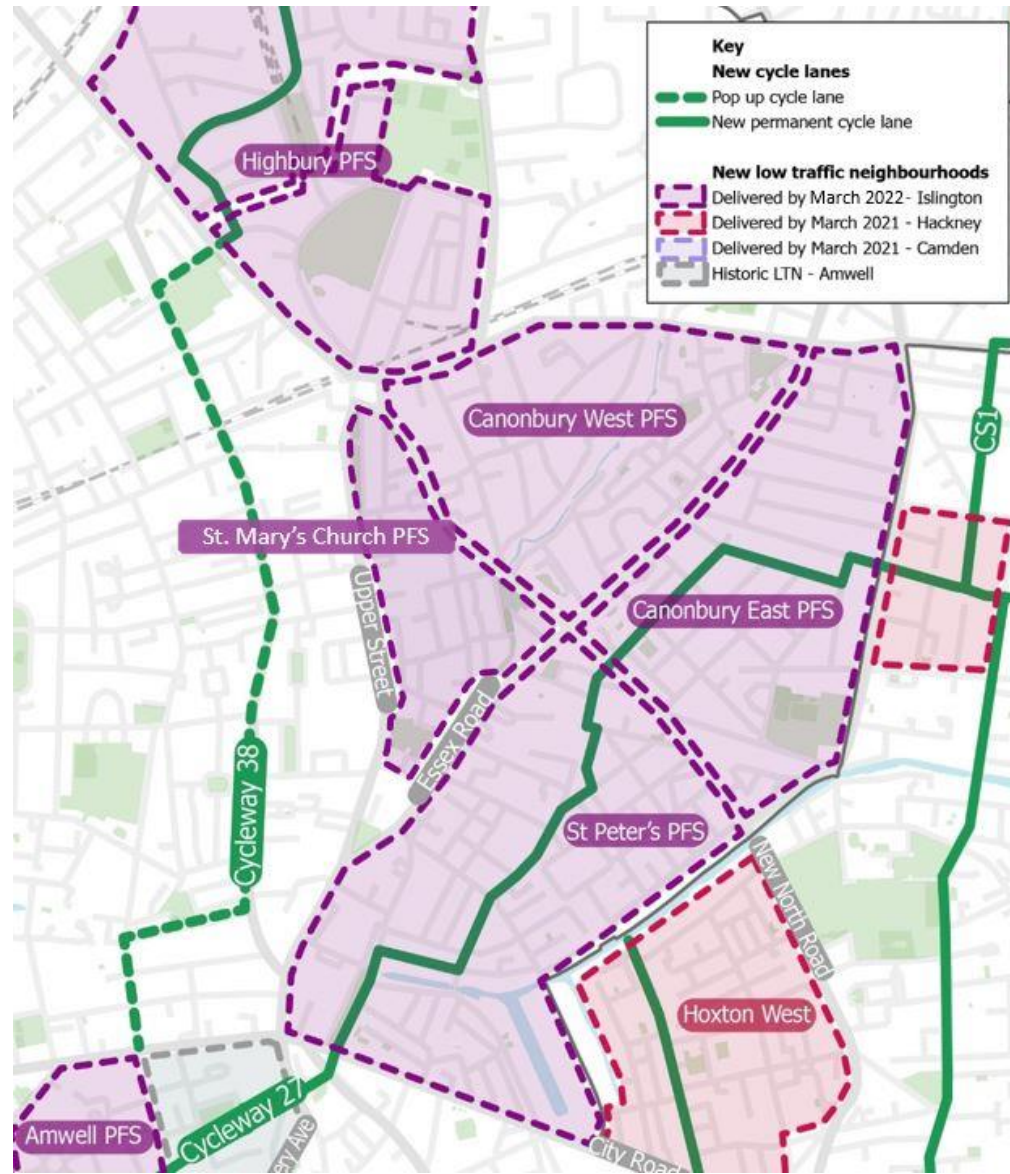 Key
New cycle lanes
Pop up cycle lane
New permanent cycle lane
New low traffic neighbourhoods
Delivered by March 2022- Islington
Delivered by March 2021 - Hackney
Delivered by March 2021 - Camden
Historic LTN - Amwell
Highbury PFS
Canonbury West PFS
CS1
St. Mary's Church PFS
Upper Street
Canonbury East PFS
Essex Road
Cycleway 38
St Peter's PFS
New North Road
Hoxton West
Amwell PFS
Cycleway 27
ery Ave
City Road